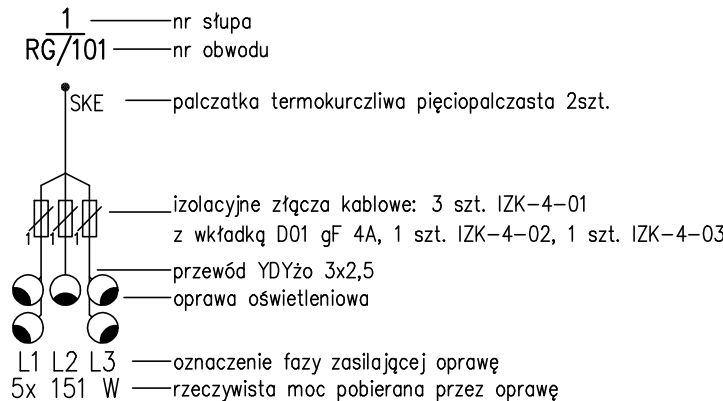 1
nr słupa
RG/101
nr obwodu
SKE
palczatka termokurczliwa pięciopalczasta 2szt.
izolacyjne złącza kablowe: 3 szt. IZK-4-01
z wkładką D01 gF 4A, 1 szt. IZK-4-02, 1 szt. IZK-4-03
1 1 1
przewód YDYżo 3x2,5
oprawa oświetleniowa
L1 L2 L3
oznaczenie fazy zasilającej oprawę
5x 151 W
rzeczywista moc pobierana przez oprawę